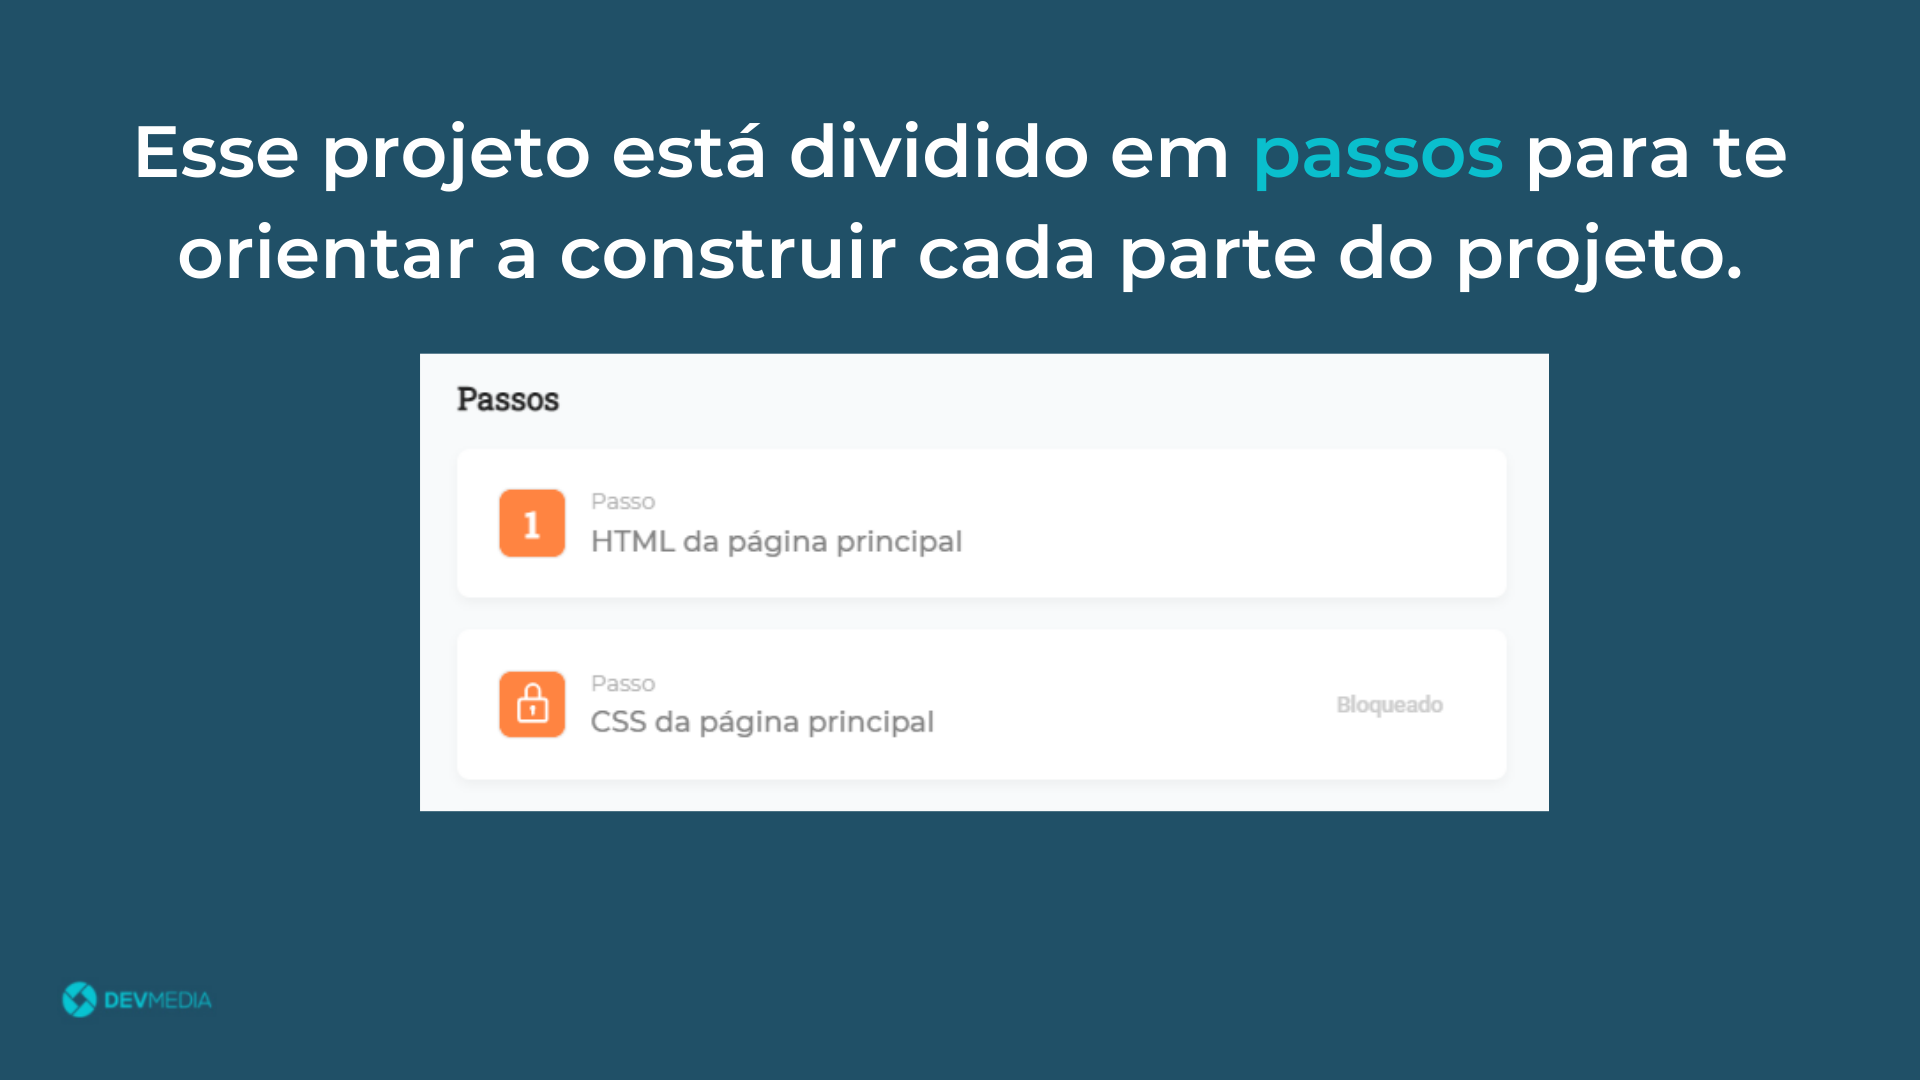 Esse projeto está dividido em passos para te
orientar a construir cada parte do projeto.
Passos
1
Passo
HTML da página principal
Passo
CSS da página principal
Bloqueado
DEVMEDIA